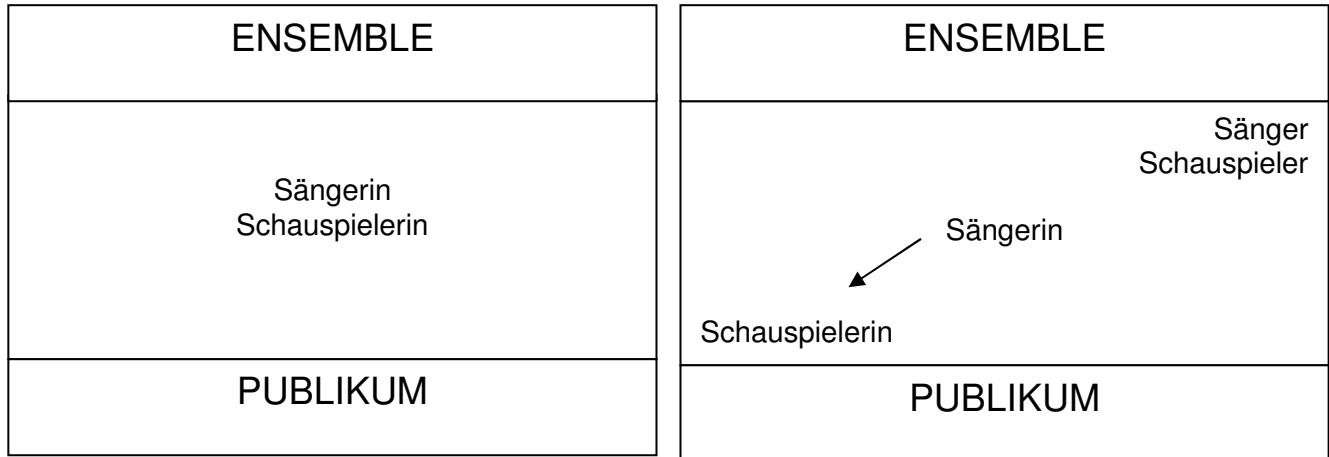 ENSEMBLE
Sängerin
Schauspielerin
PUBLIKUM
ENSEMBLE
Sänger
Schauspieler
Sängerin
Schauspielerin
PUBLIKUM